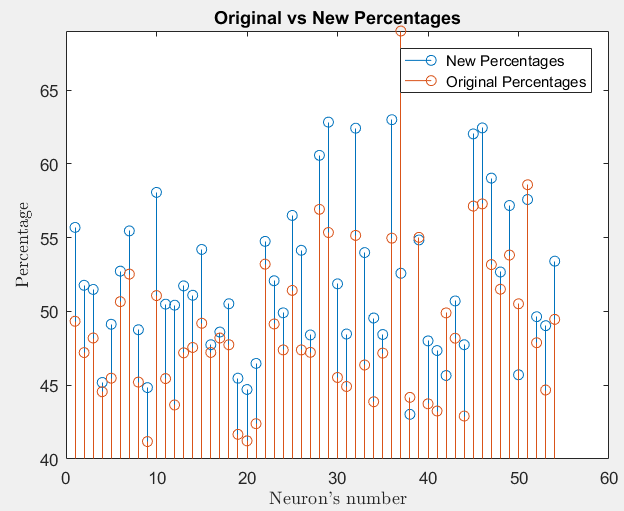 Original vs New Percentages
New Percentages
Original Percentages
Percentage
65
60
55
50
45
40
0 10 20 30 40 50 60
Neuron's number